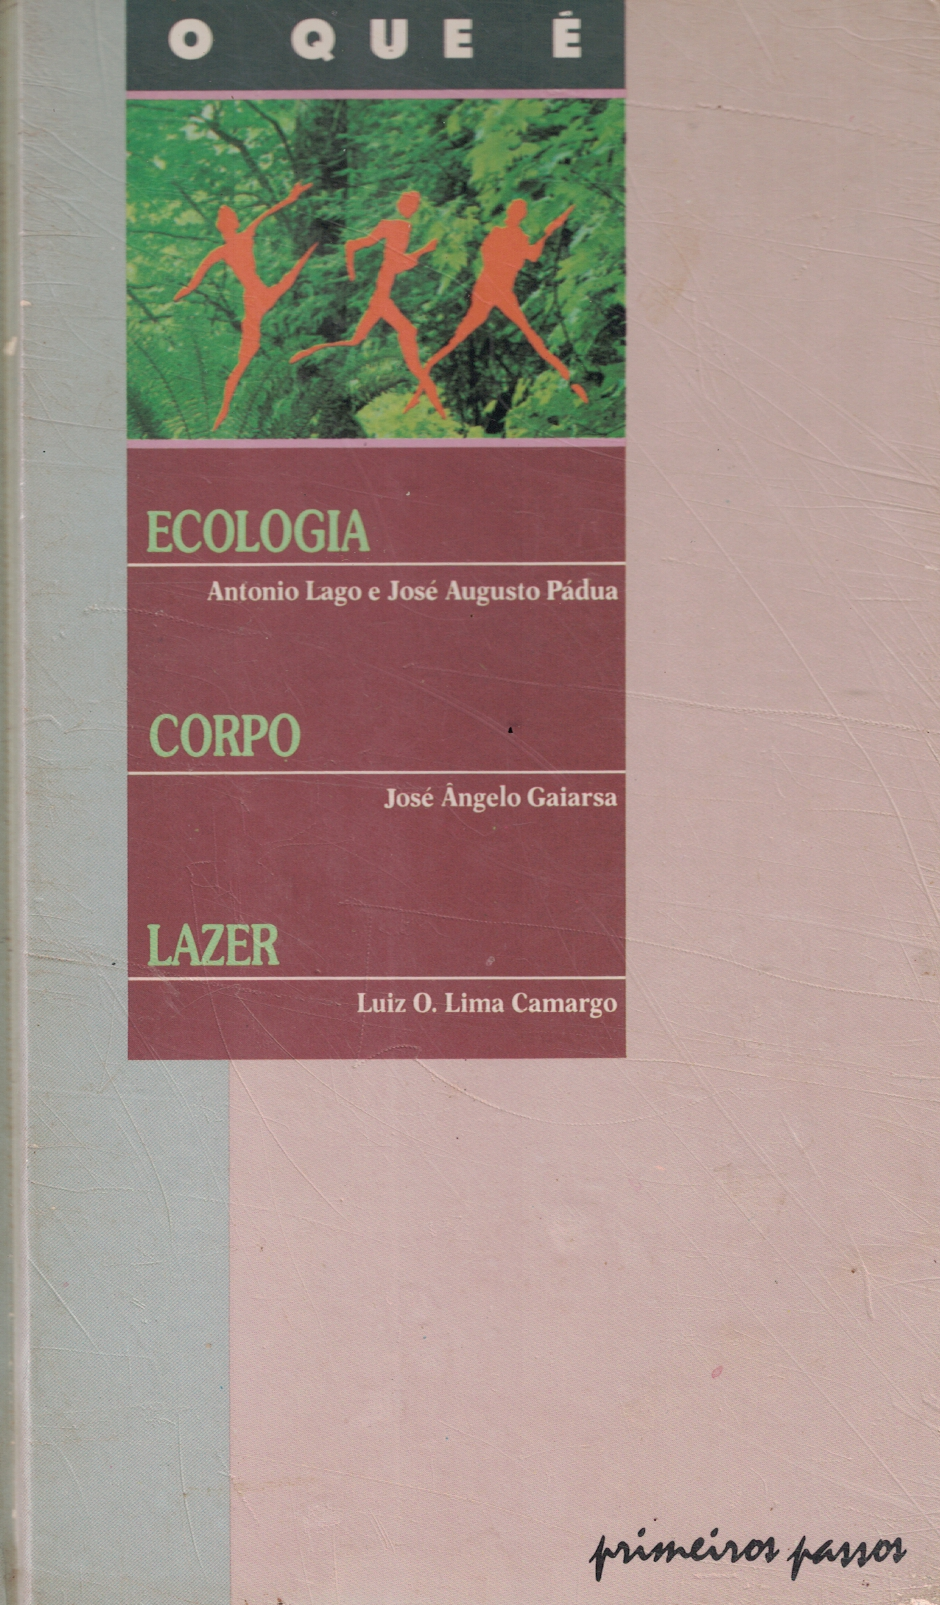 O QUE É
ECOLOGIA
Antonio Lago e José Augusto Pádua
CORPO
José Ângelo Gaiarsa
LAZER
Luiz O. Lima Camargo
primeiros passos